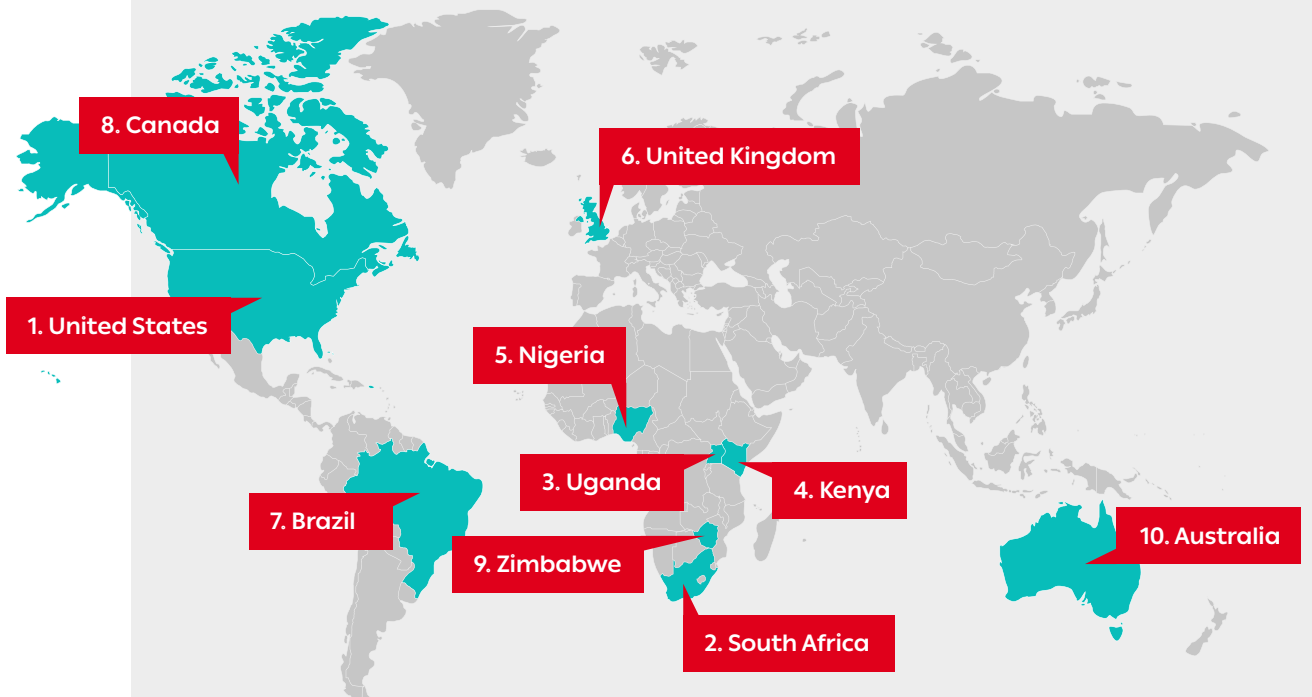 8. Canada
6. United Kingdom
1. United States
5. Nigeria
3. Uganda
4. Kenya
7. Brazil
10. Australia
9. Zimbabwe
2. South Africa